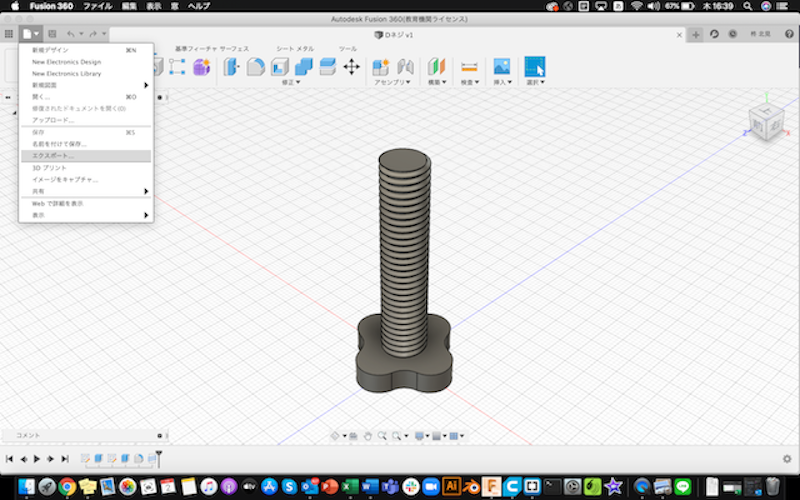 Fusion 360 ファイル 編集 表示 窓 ヘルプ 67% 木 16:39
Autodesk Fusion 360(教育機関ライセンス)
Dネジ v1
基準フィーチャ サーフェス シート メタル ツール
修正▼ アセンブリ▼ 構築▼ 検査▼ 挿入▼ 選択▼
新規デザイン ⌘N
New Electronics Design
New Electronics Library
新規図面
開く... ⌘O
修復されたドキュメントを開く(D)
アップロード...
保存 ⌘S
名前を付けて保存...
エクスポート...
3D プリント
イメージをキャプチャ...
共有
Web で詳細を表示
表示
コメント